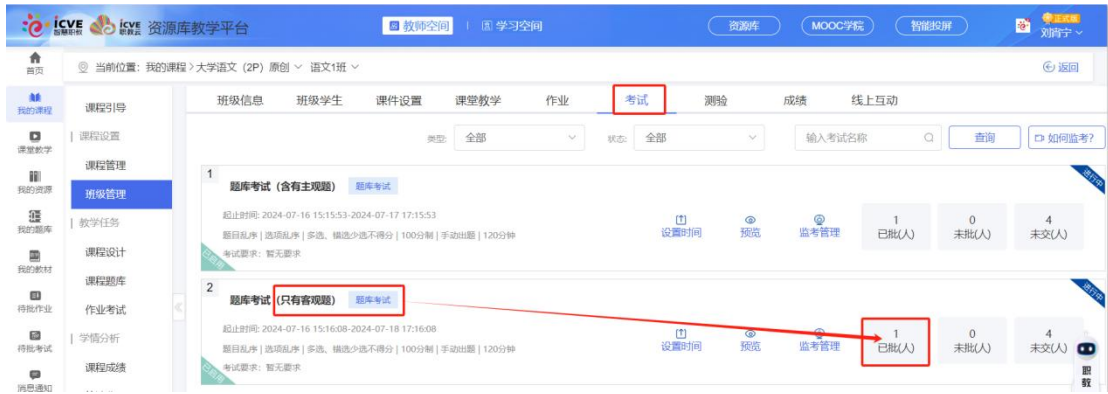 icve 智慧职教 icve 职教云 资源库教学平台 教师空间 学习空间 资源库 MOOC学院 智能投屏 正式版
首页 当前位置：我的课程>大学语文（2P）原创 语文1班 返回
我的课程 课程引导 班级信息 班级学生 课件设置 课堂教学 作业 考试 测验 成绩 线上互动
课堂教学 课程设置 类型: 全部 状态: 全部 输入考试名称 查询 如何监考?
我的资源 课程管理
班级管理
1 题库考试（含有主观题） 题库考试 进行中
我的题库 教学任务 起止时间: 2024-07-16 15:15:53-2024-07-17 17:15:53
题目乱序 | 选项乱序 | 多选、错选少选不得分 | 100分制 | 手动出题 | 120分钟
考试要求：暂无要求
设置时间 预览 监考管理 1 已批(人) 0 未批(人) 4 未交(人)
我的教材 课程设计
课程题库
待批作业 作业考试
2 题库考试（只有客观题） 题库考试 进行中
待批考试 学情分析 起止时间: 2024-07-16 15:16:08-2024-07-18 17:16:08
题目乱序 | 选项乱序 | 多选、错选少选不得分 | 100分制 | 手动出题 | 120分钟
考试要求：暂无要求
设置时间 预览 监考管理 1 已批(人) 0 未批(人) 4 未交(人)
消息通知 课程成绩
职教